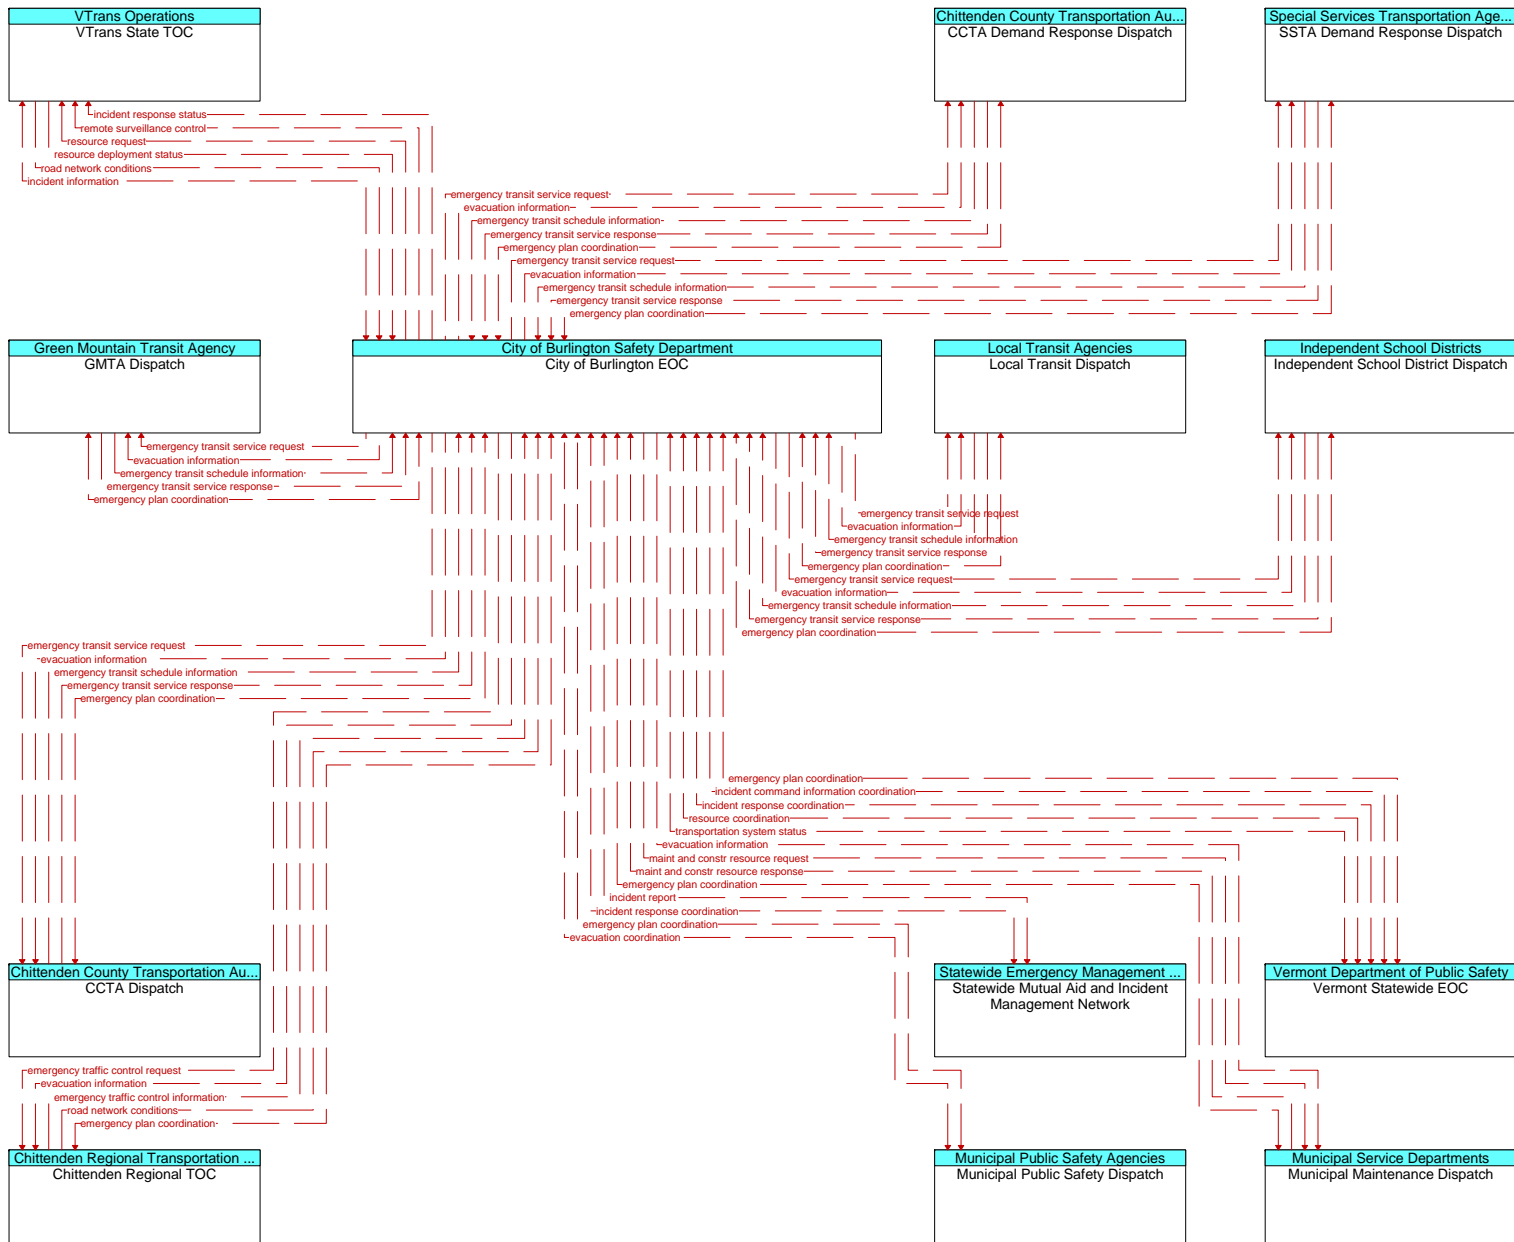 VTrans Operations
VTrans State TOC
Chittenden County Transportation Au...
CCTA Demand Response Dispatch
Special Services Transportation Age...
SSTA Demand Response Dispatch
incident response status
remote surveillance control
resource request
resource deployment status
road network conditions
incident information
emergency transit service request
evacuation information
emergency transit schedule information
emergency transit service response
emergency plan coordination
emergency transit service request
evacuation information
emergency transit schedule information
emergency transit service response
emergency plan coordination
Green Mountain Transit Agency
GMTA Dispatch
City of Burlington Safety Department
City of Burlington EOC
Local Transit Agencies
Local Transit Dispatch
Independent School Districts
Independent School District Dispatch
emergency transit service request
evacuation information
emergency transit schedule information
emergency transit service response
emergency plan coordination
emergency transit service request
evacuation information
emergency transit schedule information
emergency transit service response
emergency plan coordination
emergency transit service request
evacuation information
emergency transit schedule information
emergency transit service response
emergency plan coordination
emergency transit service request
evacuation information
emergency transit schedule information
emergency transit service response
emergency plan coordination
emergency plan coordination
incident command information coordination
incident response coordination
resource coordination
transportation system status
evacuation information
maint and constr resource request
maint and constr resource response
emergency plan coordination
incident report
incident response coordination
emergency plan coordination
evacuation coordination
Chittenden County Transportation Au...
CCTA Dispatch
Statewide Emergency Management ...
Statewide Mutual Aid and Incident
Management Network
Vermont Department of Public Safety
Vermont Statewide EOC
emergency traffic control request
evacuation information
emergency traffic control information
road network conditions
emergency plan coordination
Chittenden Regional Transportation ...
Chittenden Regional TOC
Municipal Public Safety Agencies
Municipal Public Safety Dispatch
Municipal Service Departments
Municipal Maintenance Dispatch